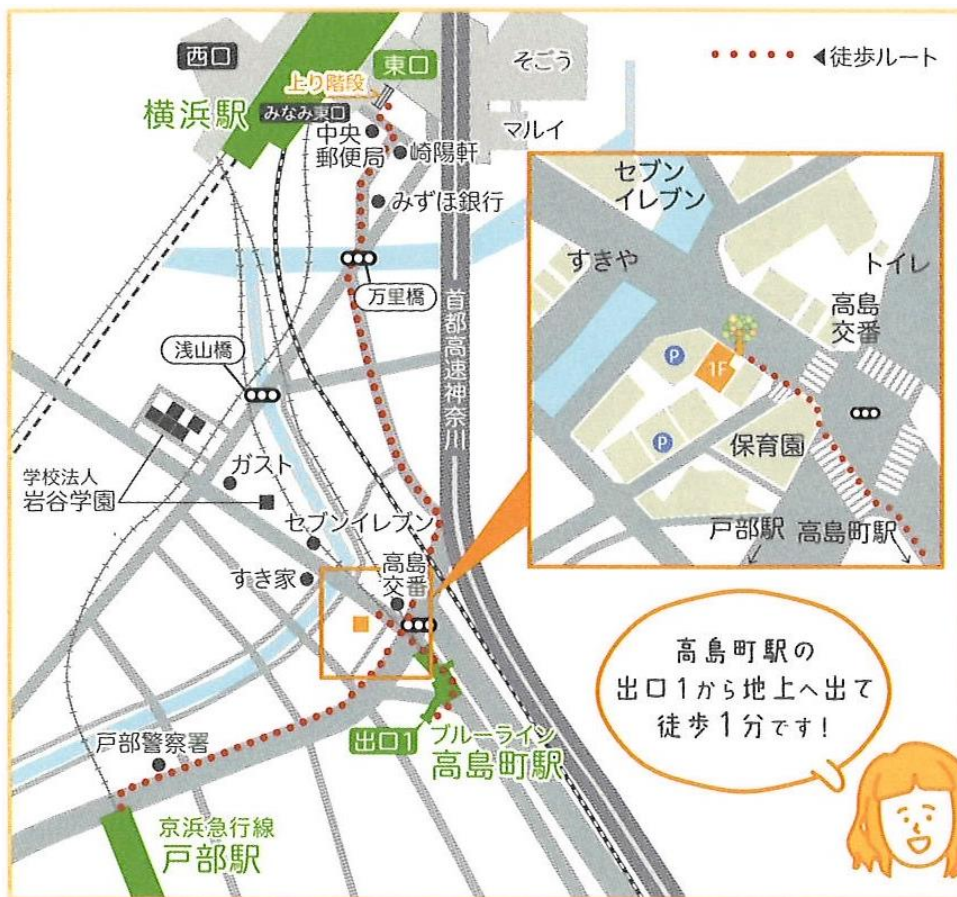 西口
東口
そごう
◀徒歩ルート
上り階段
横浜駅
みなみ東口
マルイ
中央
郵便局
崎陽軒
みずほ銀行
万里橋
浅山橋
首都高速神奈川
学校法人
岩谷学園
ガスト
セブンイレブン
すき家
高島
交番
戸部警察署
出口1
ブルーライン
高島町駅
京浜急行線
戸部駅
セブン
イレブン
すきや
トイレ
高島
交番
P
1F
P
保育園
戸部駅
高島町駅
高島町駅の
出口1から地上へ出て
徒歩1分です!